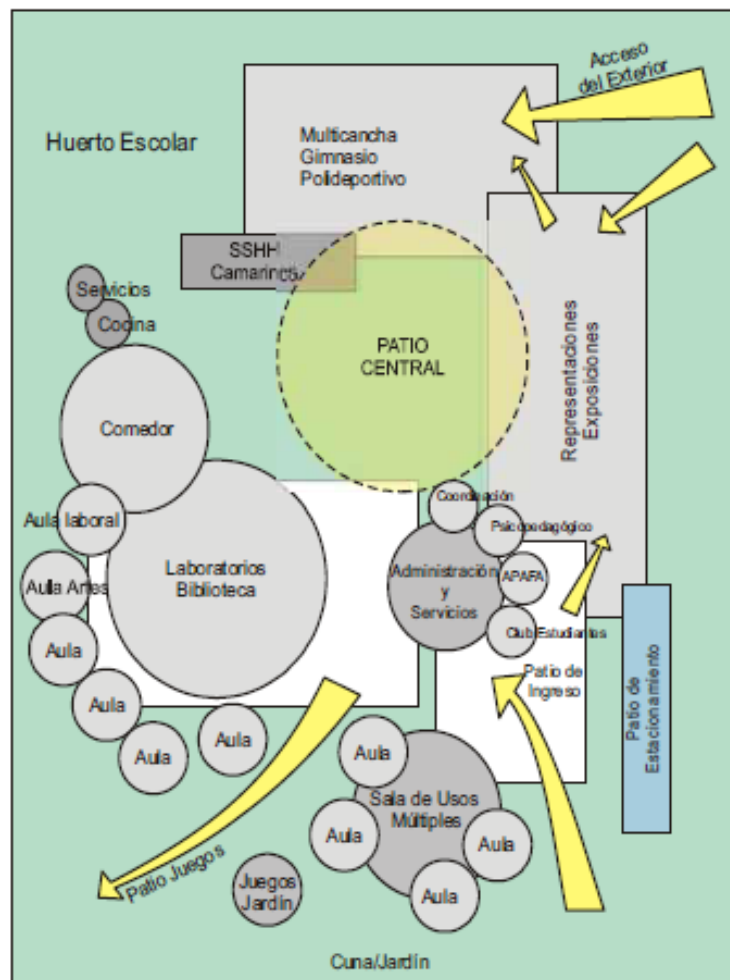 Acceso
del Exterior
Huerto Escolar
Multicancha
Gimnasio
Polideportivo
SSHH
Camarines
Servicios
Cocina
PATIO
CENTRAL
Representaciones
Exposiciones
Comedor
Coordinación
Aula laboral
Psicopedagógico
Laboratorios
Biblioteca
Administración
y
Servicios
APAFA
Aula Artes
Club Estudiantes
Aula
Patio de
Ingreso
Aula
Patio de
Estacionamiento
Aula
Aula
Aula
Sala de Usos
Múltiples
Aula
Aula
Patio Juegos
Juegos
Jardín
Aula
Cuna/Jardín